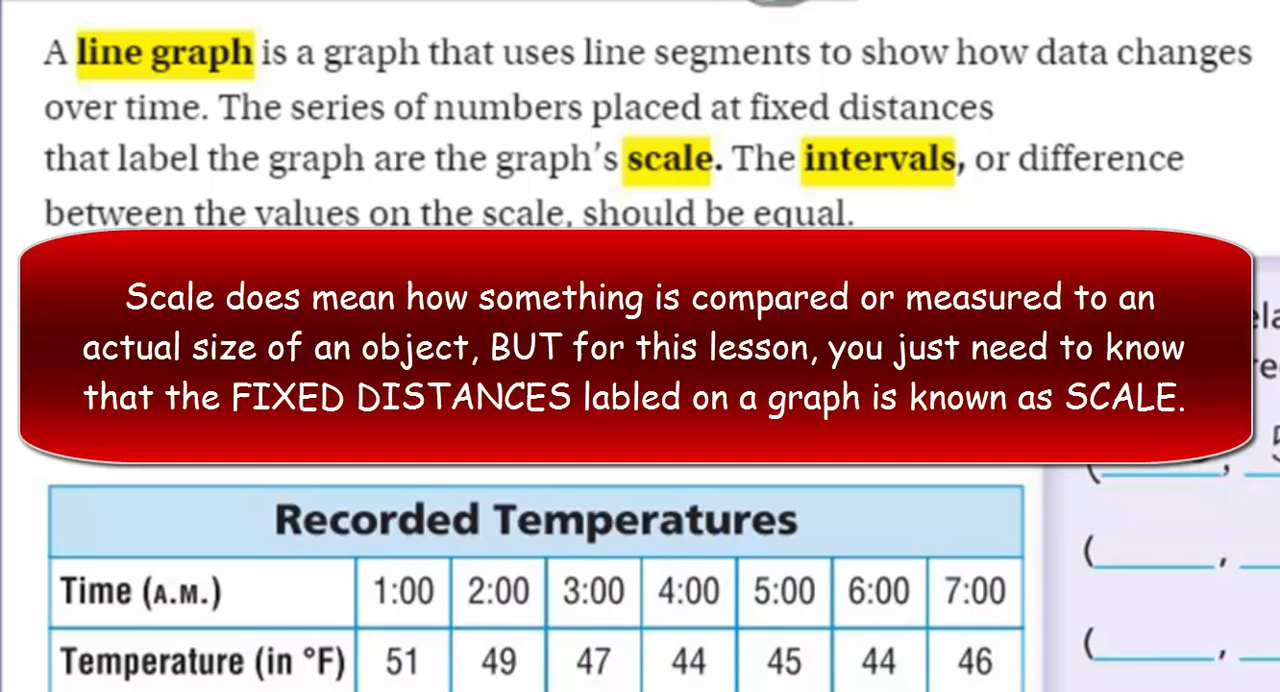 A line graph is a graph that uses line segments to show how data changes
over time. The series of numbers placed at fixed distances
that label the graph are the graph's scale. The intervals, or difference
between the values on the scale, should be equal.
Scale does mean how something is compared or measured to an
actual size of an object, BUT for this lesson, you just need to know
that the FIXED DISTANCES labled on a graph is known as SCALE.
Recorded Temperatures
Time (A.M.) 1:00 2:00 3:00 4:00 5:00 6:00 7:00
Temperature (in °F) 51 49 47 44 45 44 46
( , 
( , 
( ,